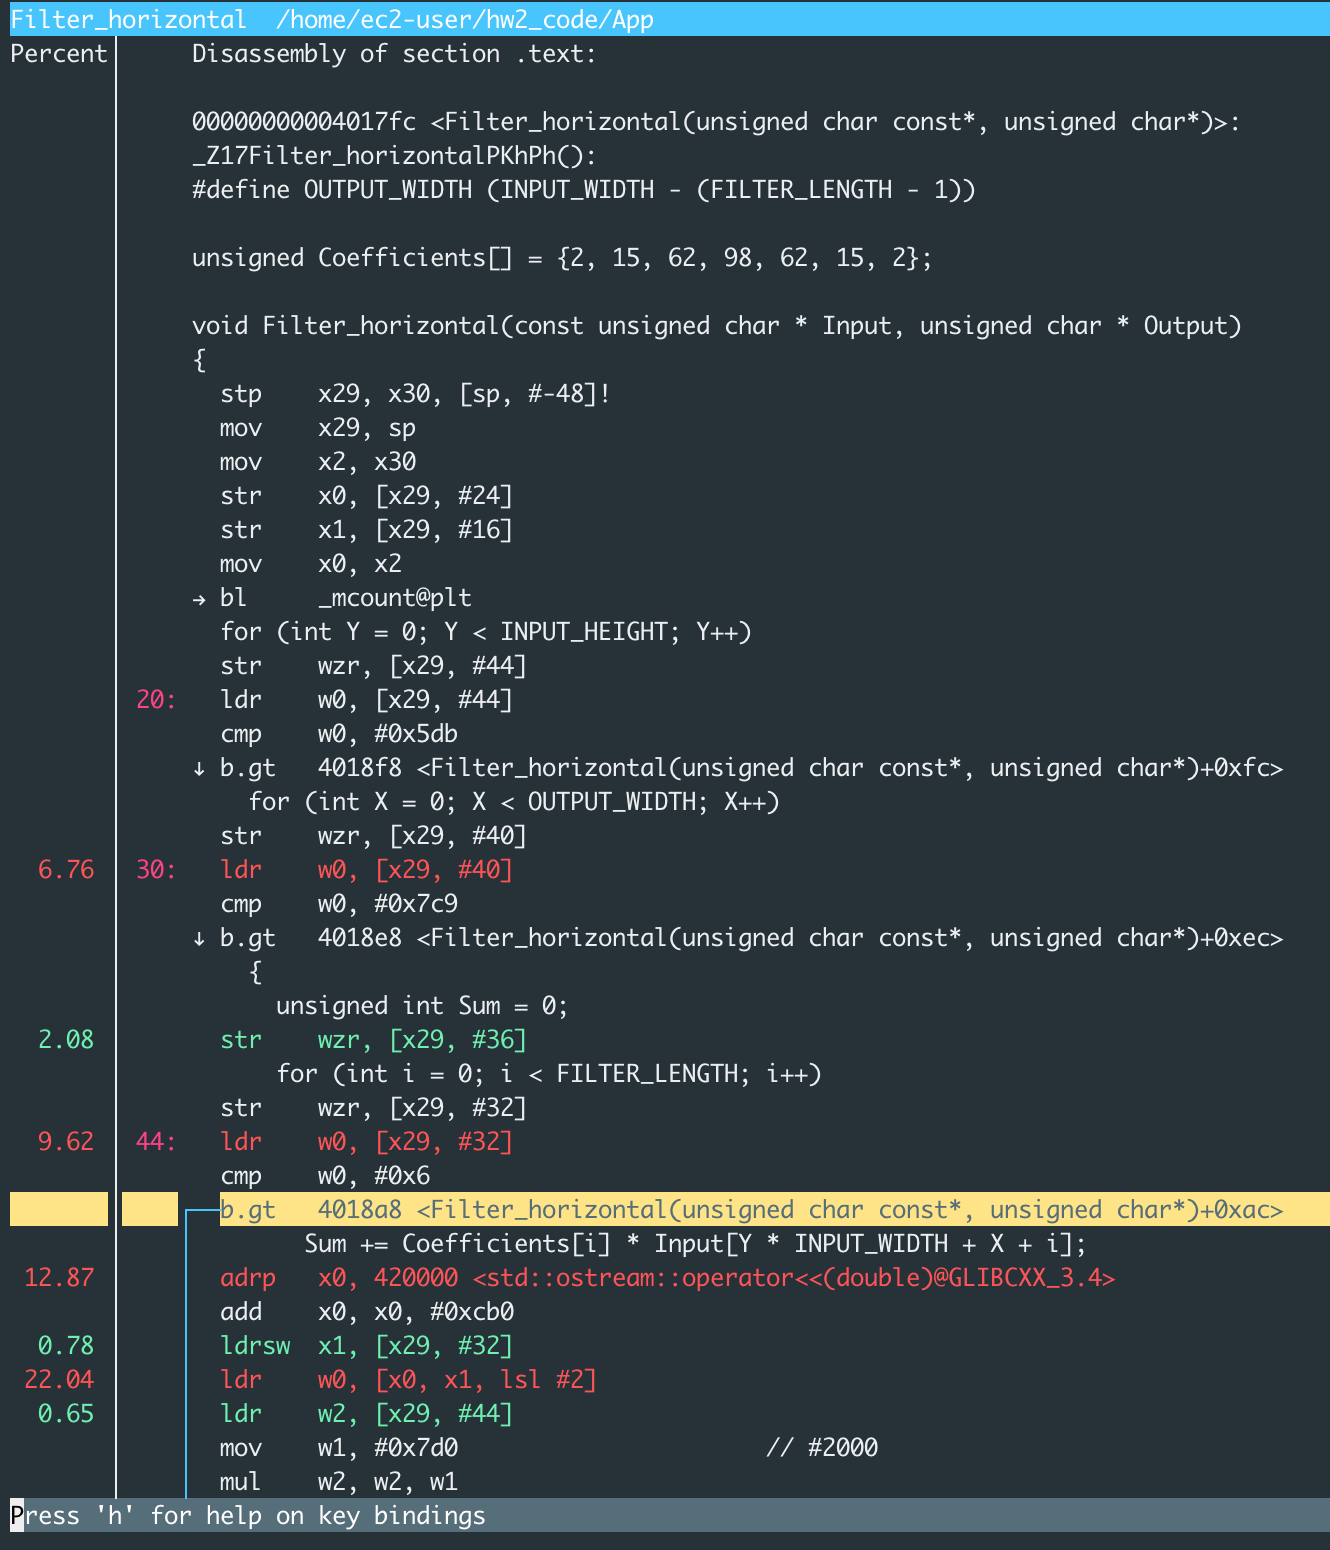 Filter_horizontal  /home/ec2-user/hw2_code/App
Percent        Disassembly of section .text:
00000000004017fc <Filter_horizontal(unsigned char const*, unsigned char*)>:
_Z17Filter_horizontalPKhPh():
#define OUTPUT_WIDTH (INPUT_WIDTH - (FILTER_LENGTH - 1))
unsigned Coefficients[] = {2, 15, 62, 98, 62, 15, 2};
void Filter_horizontal(const unsigned char * Input, unsigned char * Output)
{
stp    x29, x30, [sp, #-48]!
mov    x29, sp
mov    x2, x30
str    x0, [x29, #24]
str    x1, [x29, #16]
mov    x0, x2
→ bl     _mcount@plt
for (int Y = 0; Y < INPUT_HEIGHT; Y++)
str    wzr, [x29, #44]
20:   ldr    w0, [x29, #44]
cmp    w0, #0x5db
↓ b.gt   4018f8 <Filter_horizontal(unsigned char const*, unsigned char*)+0xfc>
for (int X = 0; X < OUTPUT_WIDTH; X++)
str    wzr, [x29, #40]
6.76   30:   ldr    w0, [x29, #40]
cmp    w0, #0x7c9
↓ b.gt   4018e8 <Filter_horizontal(unsigned char const*, unsigned char*)+0xec>
{
unsigned int Sum = 0;
2.08   str    wzr, [x29, #36]
for (int i = 0; i < FILTER_LENGTH; i++)
str    wzr, [x29, #32]
9.62   44:   ldr    w0, [x29, #32]
cmp    w0, #0x6
b.gt   4018a8 <Filter_horizontal(unsigned char const*, unsigned char*)+0xac>
Sum += Coefficients[i] * Input[Y * INPUT_WIDTH + X + i];
12.87   adrp   x0, 420000 <std::ostream::operator<<(double)@GLIBCXX_3.4>
add    x0, x0, #0xcb0
0.78   ldrsw  x1, [x29, #32]
22.04   ldr    w0, [x0, x1, lsl #2]
0.65   ldr    w2, [x29, #44]
mov    w1, #0x7d0                      // #2000
mul    w2, w2, w1
Press 'h' for help on key bindings